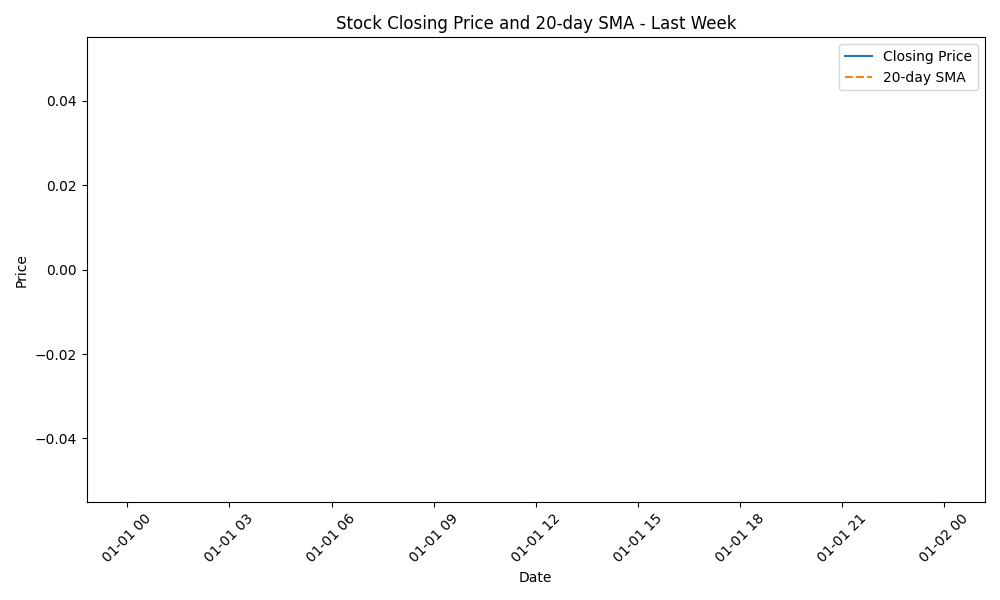 Stock Closing Price and 20-day SMA - Last Week
Closing Price
20-day SMA
0.04
0.02
0.00
−0.02
−0.04
Price
01-01 00
01-01 03
01-01 06
01-01 09
01-01 12
01-01 15
01-01 18
01-01 21
01-02 00
Date